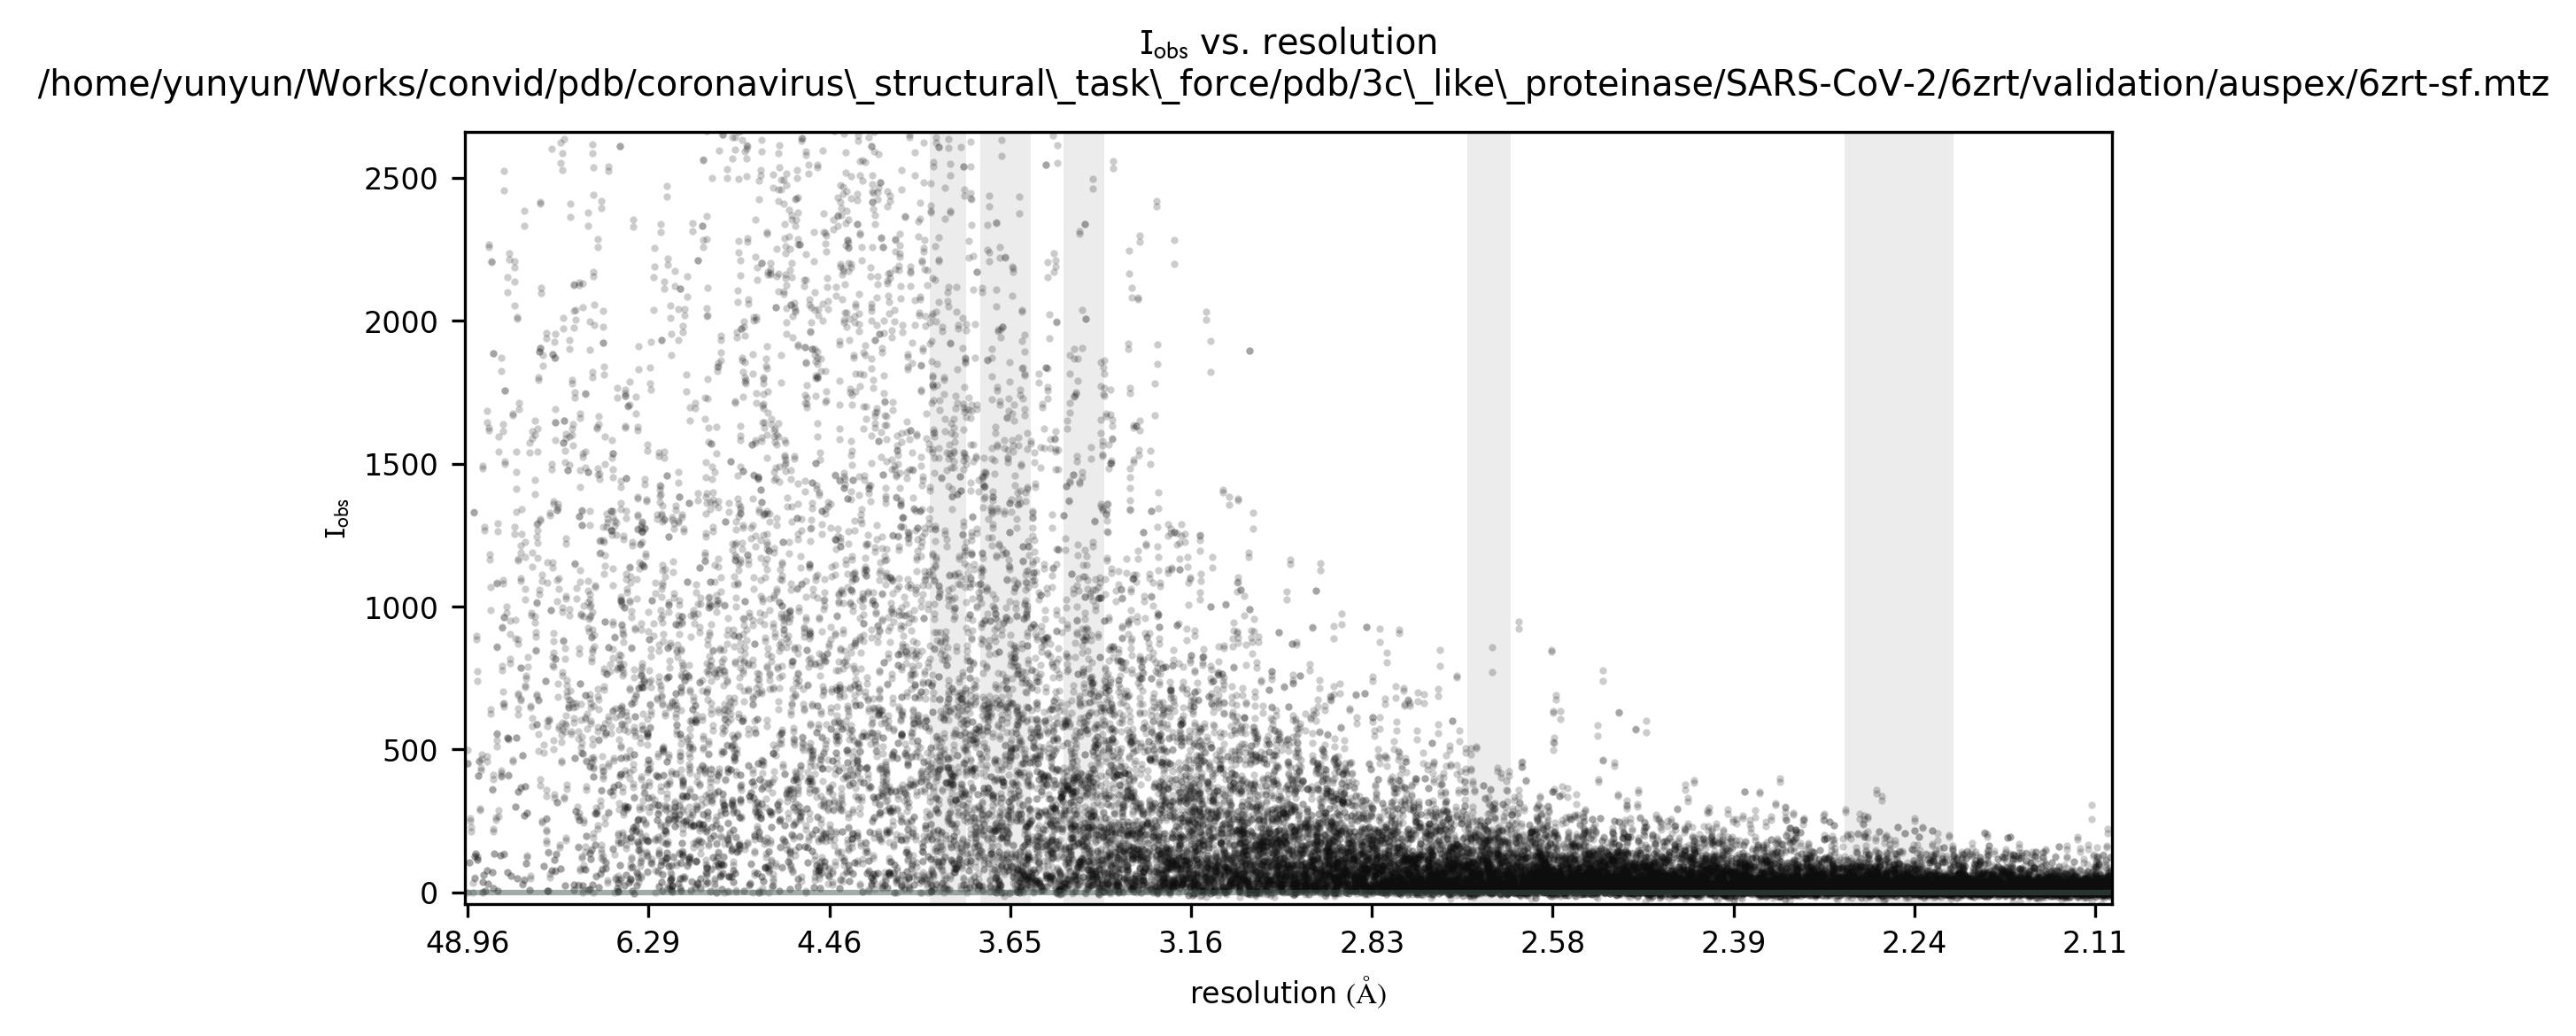 I_obs vs. resolution
/home/yunyun/Works/convid/pdb/coronavirus\_structural\_task\_force/pdb/3c\_like\_proteinase/SARS-CoV-2/6zrt/validation/auspex/6zrt-sf.mtz
2500
2000
1500
1000
500
0
I_obs
48.96 6.29 4.46 3.65 3.16 2.83 2.58 2.39 2.24 2.11
resolution (Å)